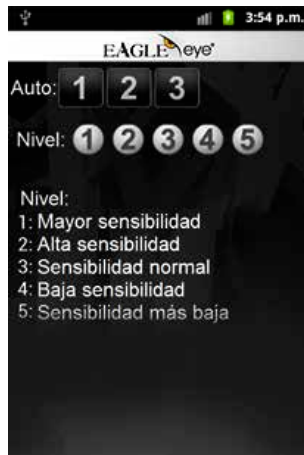 3:54 p.m.
EAGLE eye
Auto: 1 2 3
Nivel: 1 2 3 4 5
Nivel:
1: Mayor sensibilidad
2: Alta sensibilidad
3: Sensibilidad normal
4: Baja sensibilidad
5: Sensibilidad más baja